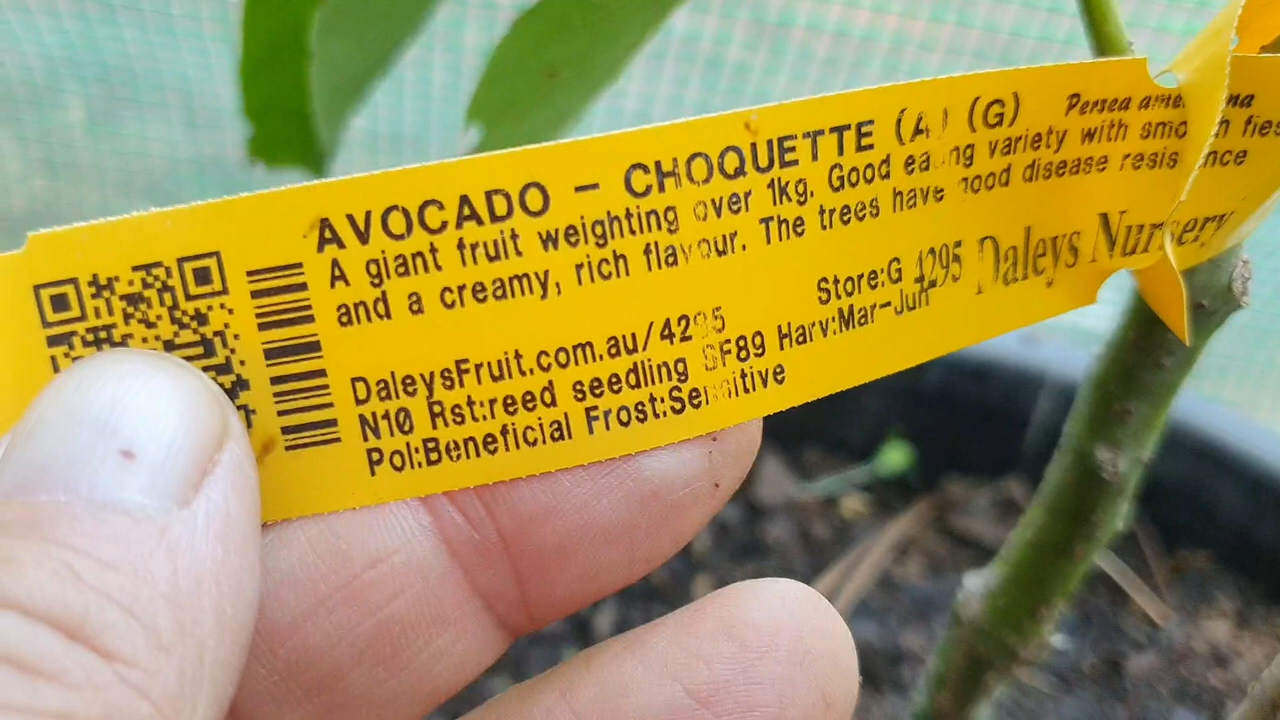 AVOCADO – CHOQUETTE (A) (G) Persea
A giant fruit weighting over 1kg. Good eating variety with
and a creamy, rich flavour. The trees have good disease
DaleysFruit.com.au/4295 Store:G 4295 Daleys Nursery
N10 Rst:reed seedling SF89 Harv:Mar-Jun
Pol:Beneficial Frost:Sensitive